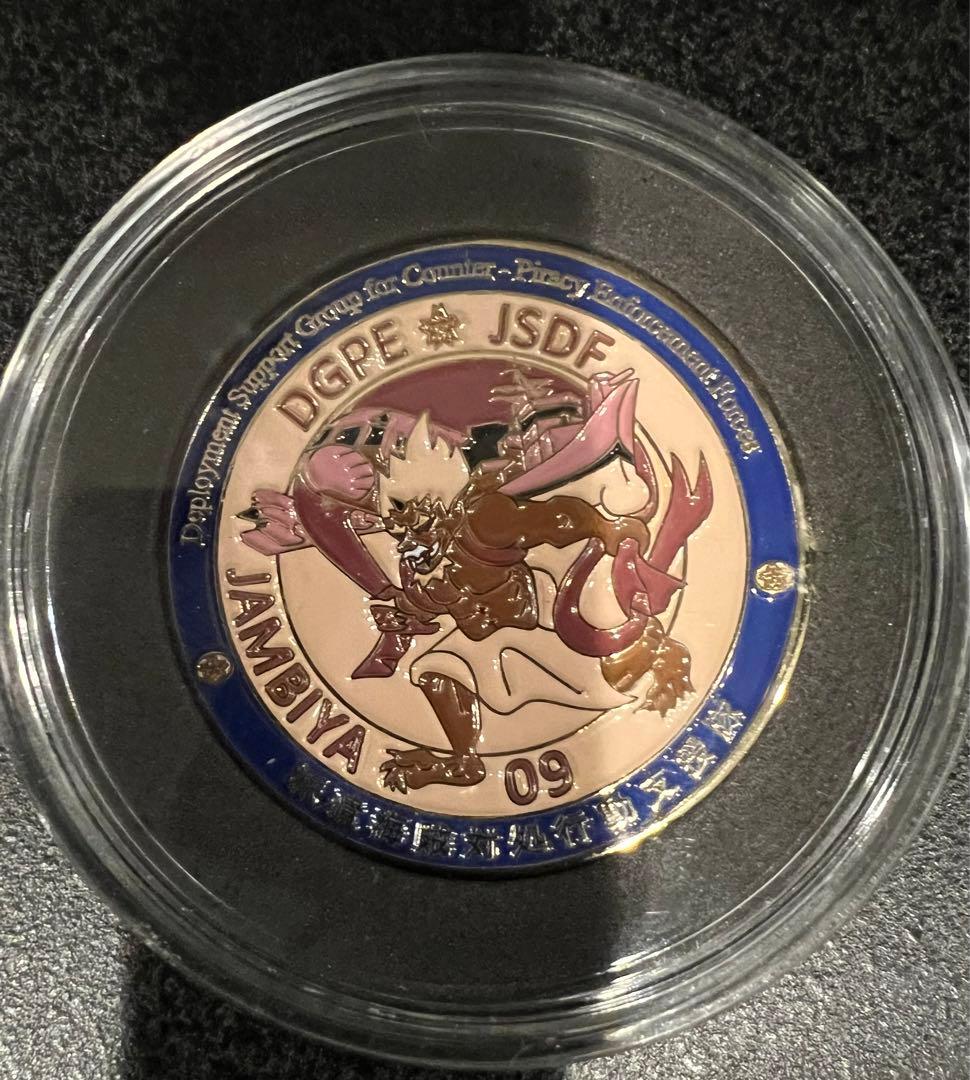 Deployment Support Group for Counter - Piracy Enforcement Forces
DGPE JSDF
JAMBIYA 09
派遣海賊対処行動支援隊